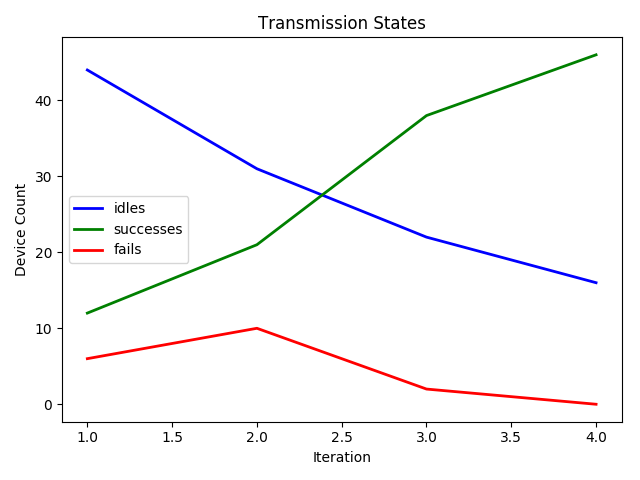 Transmission States
Device Count
40
30
20
10
0
idles
successes
fails
1.0 1.5 2.0 2.5 3.0 3.5 4.0
Iteration